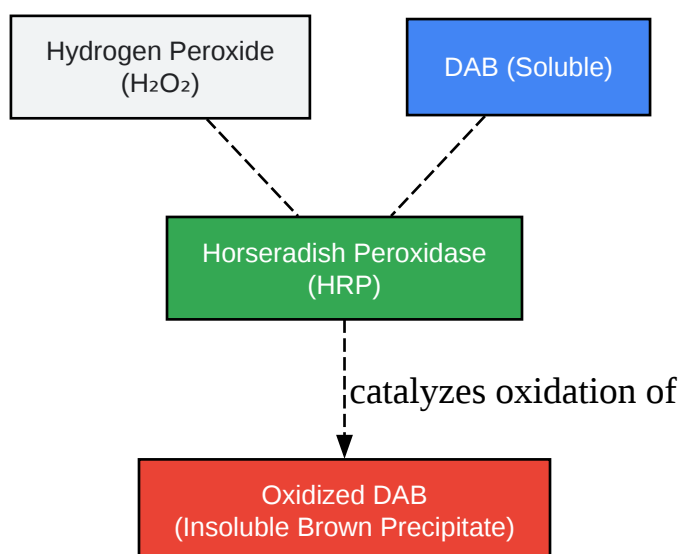 Hydrogen Peroxide
(H₂O₂)
DAB (Soluble)
Horseradish Peroxidase
(HRP)
catalyzes oxidation of
Oxidized DAB
(Insoluble Brown Precipitate)